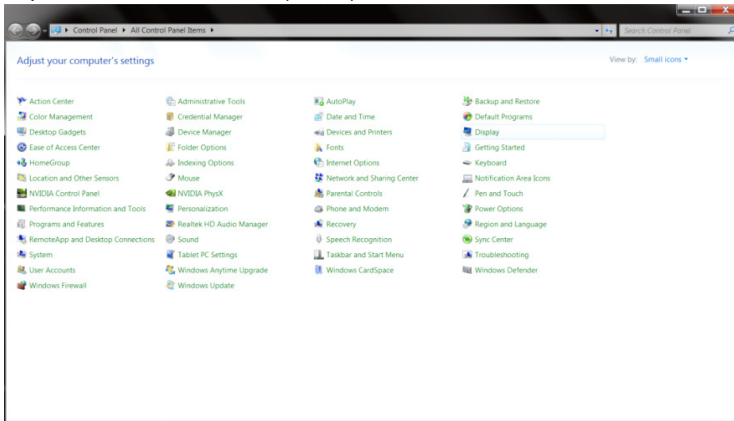 Control Panel ▸ All Control Panel Items ▸
Search Control Panel
Adjust your computer's settings
View by: Small icons
Action Center
Administrative Tools
AutoPlay
Backup and Restore
Color Management
Credential Manager
Date and Time
Default Programs
Desktop Gadgets
Device Manager
Devices and Printers
Display
Ease of Access Center
Folder Options
Fonts
Getting Started
HomeGroup
Indexing Options
Internet Options
Keyboard
Location and Other Sensors
Mouse
Network and Sharing Center
Notification Area Icons
NVIDIA Control Panel
NVIDIA PhysX
Parental Controls
Pen and Touch
Performance Information and Tools
Personalization
Phone and Modem
Power Options
Programs and Features
Realtek HD Audio Manager
Recovery
Region and Language
RemoteApp and Desktop Connections
Sound
Speech Recognition
Sync Center
System
Tablet PC Settings
Taskbar and Start Menu
Troubleshooting
User Accounts
Windows Anytime Upgrade
Windows CardSpace
Windows Defender
Windows Firewall
Windows Update